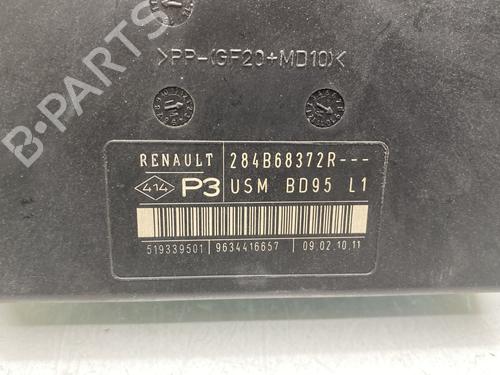 >PP-(GF20+MD10)<
RENAULT 284B68372R---
414 P3 USM BD95 L1
519339501 9634416657 09.02.10.11
B-PARTS